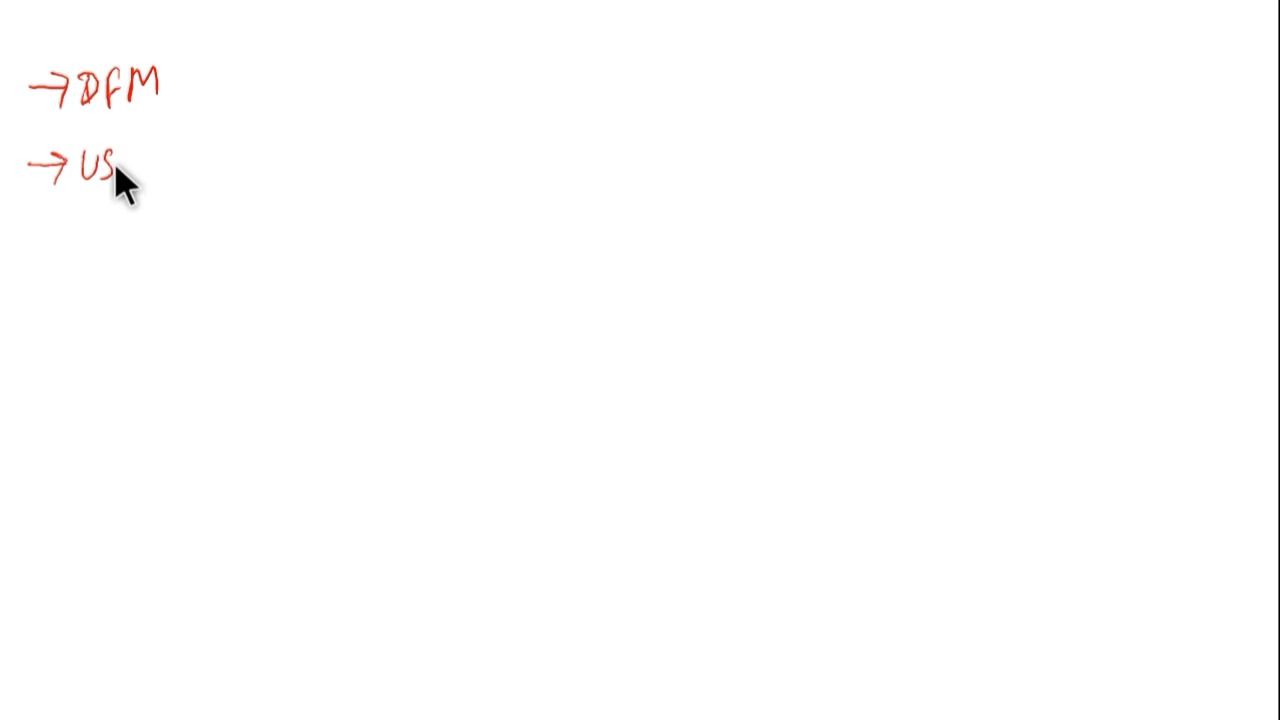 → DFM
→ US